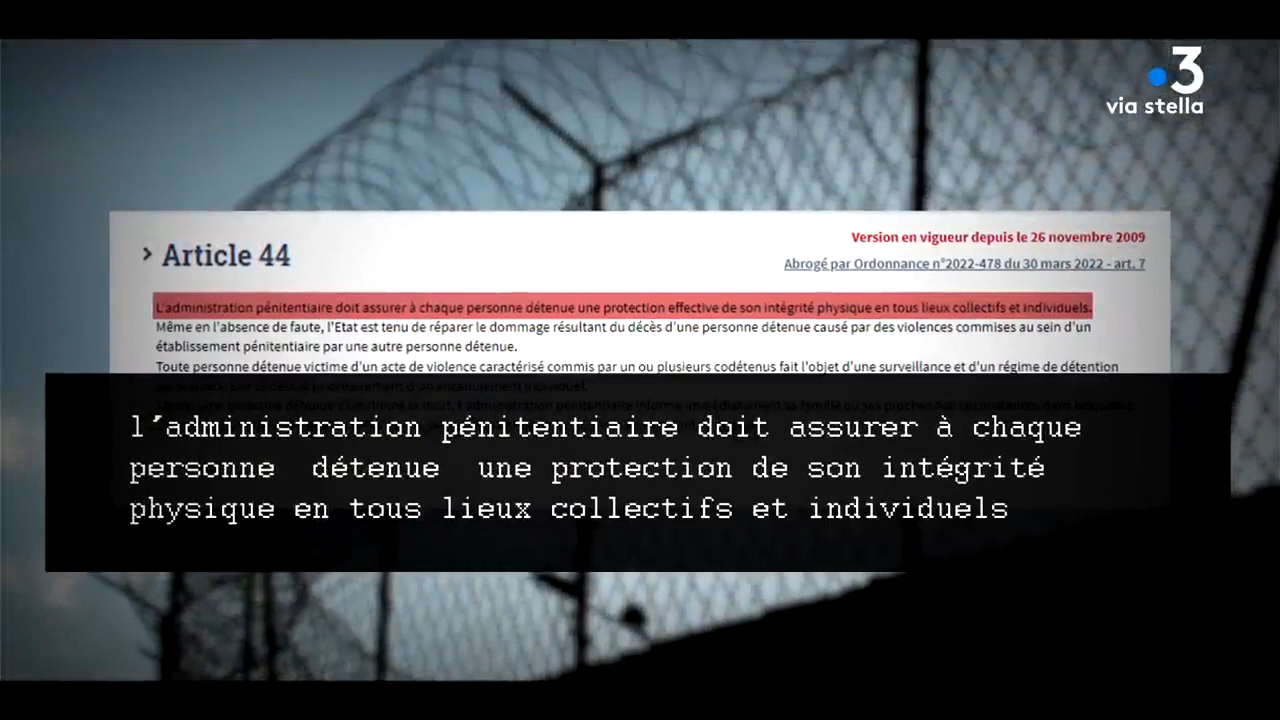 3
via stella
Version en vigueur depuis le 26 novembre 2009
Article 44
Abrogé par Ordonnance n°2022-478 du 30 mars 2022 - art. 7
L'administration pénitentiaire doit assurer à chaque personne détenue une protection effective de son intégrité physique en tous lieux collectifs et individuels.
Même en l'absence de faute, l'Etat est tenu de réparer le dommage résultant du décès d'une personne détenue causé par des violences commises au sein d'un
établissement pénitentiaire par une autre personne détenue.
Toute personne détenue victime d'un acte de violence caractérisé commis par un ou plusieurs codétenus fait l'objet d'une surveillance et d'un régime de détention
l'administration pénitentiaire doit assurer à chaque
personne détenue une protection de son intégrité
physique en tous lieux collectifs et individuels